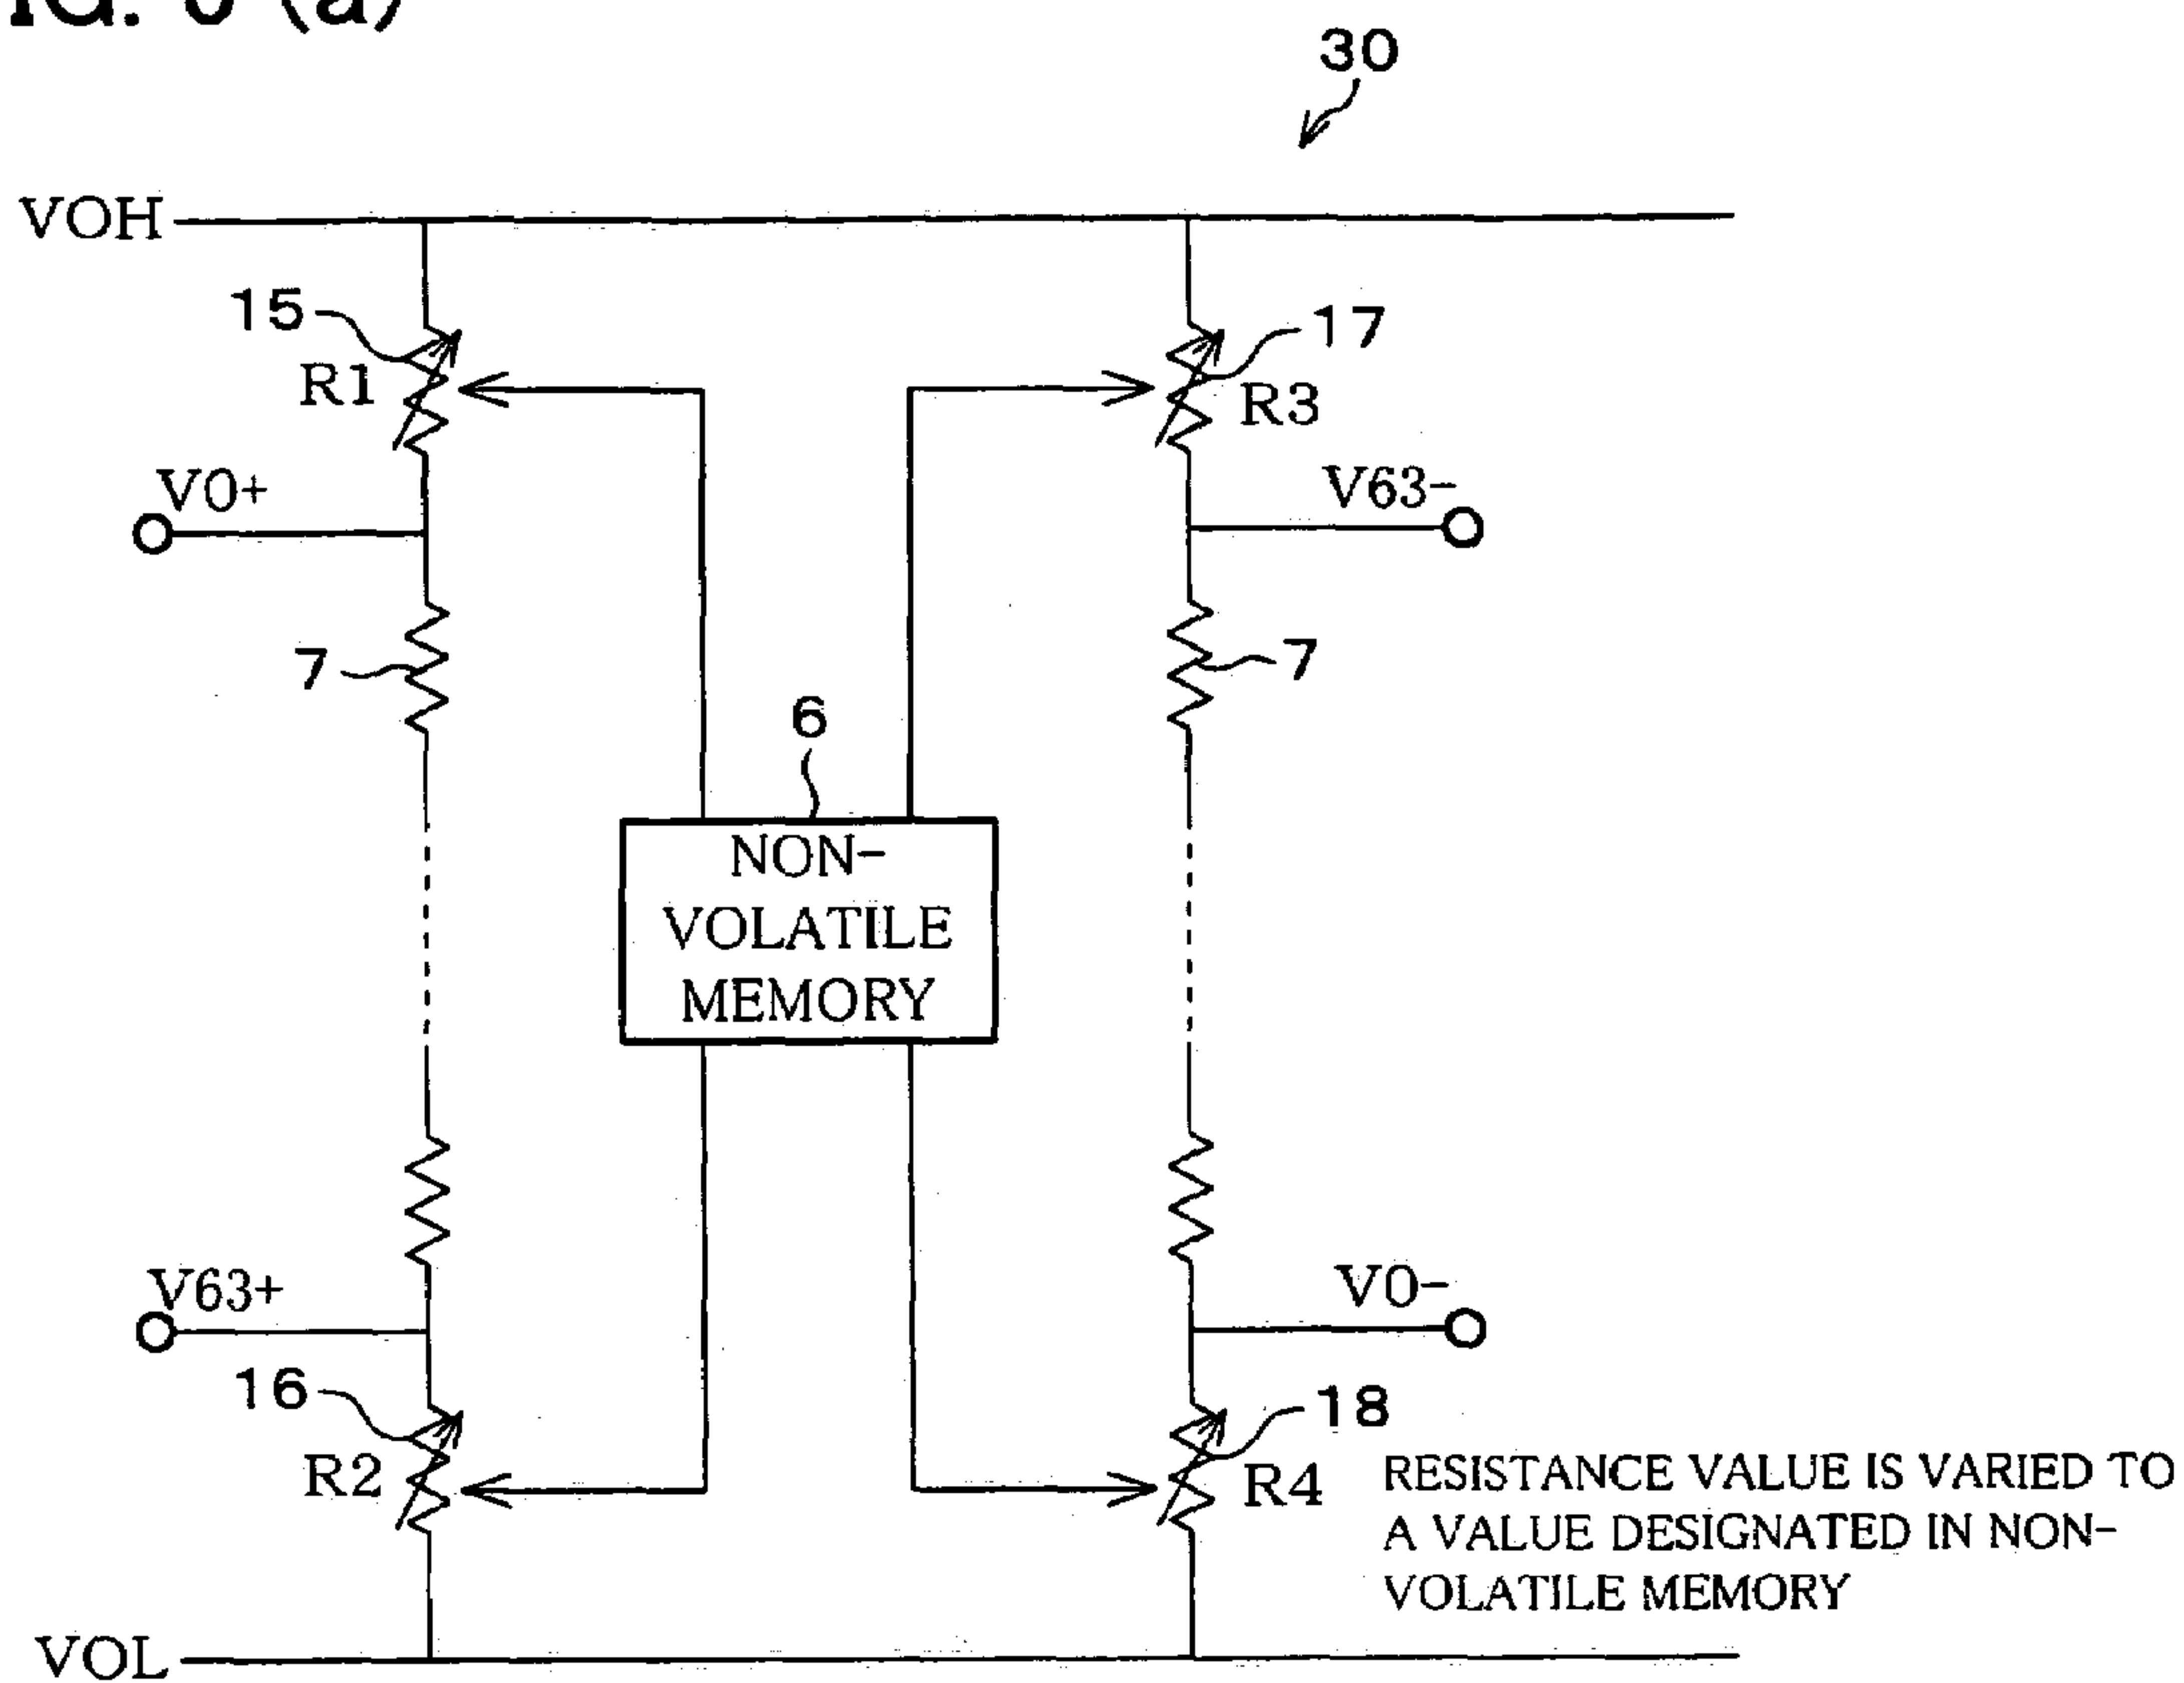 (a)
30
VOH
15
R1
17
R3
V0+
V63-
7
7
6
NON-
VOLATILE
MEMORY
V63+
V0-
16
R2
18
R4
RESISTANCE VALUE IS VARIED TO
A VALUE DESIGNATED IN NON-
VOLATILE MEMORY
VOL